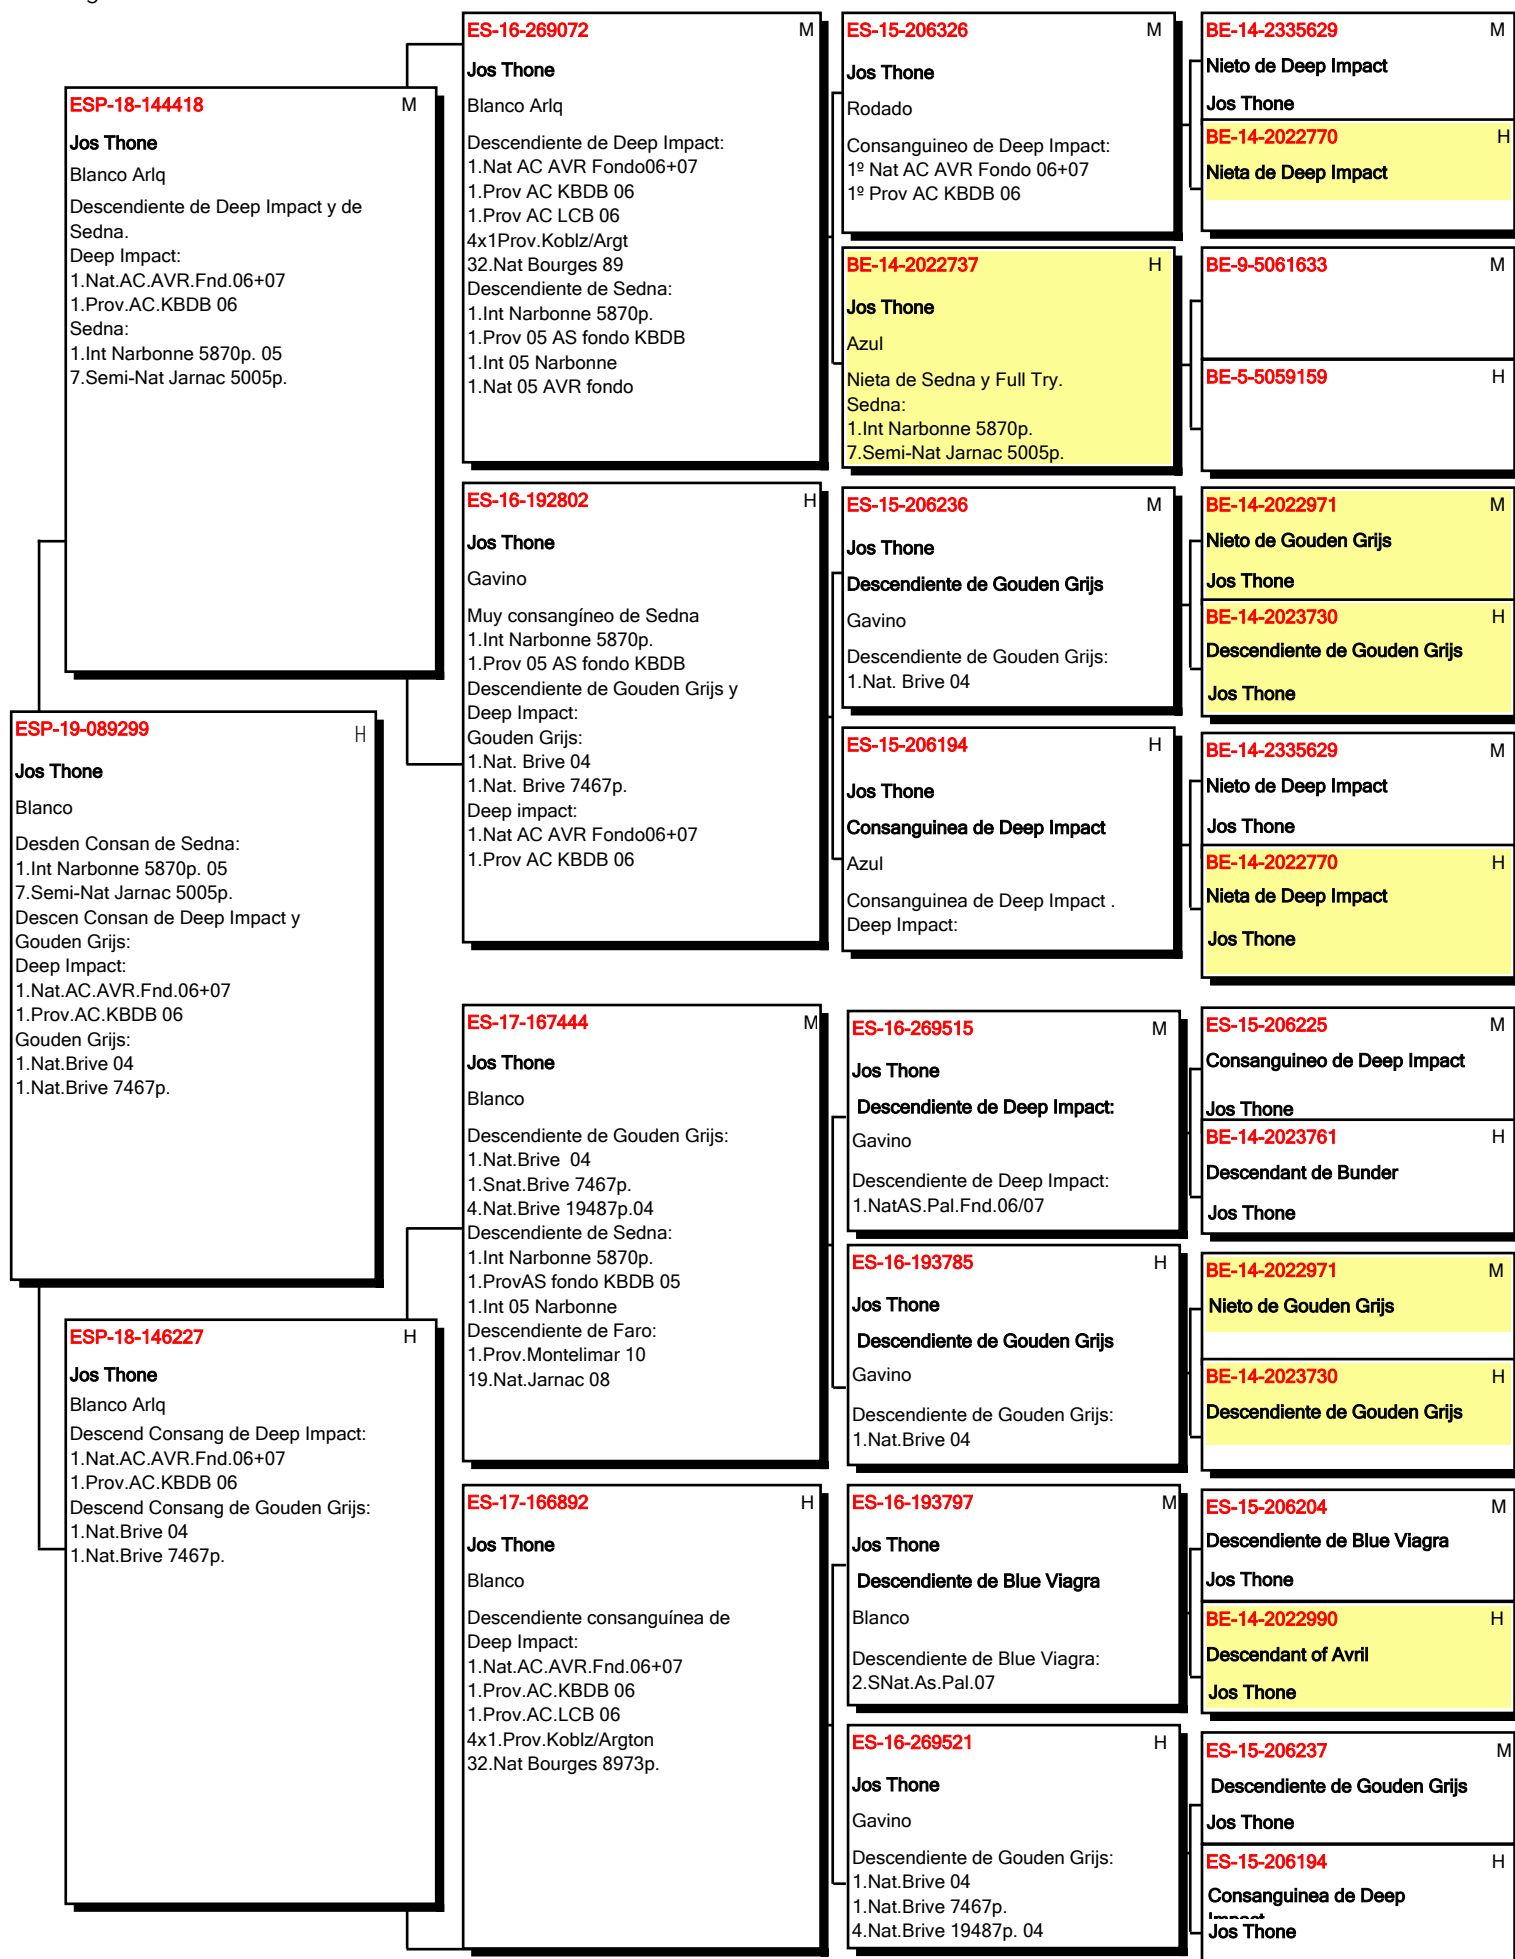 ESP-19-089299 H
Jos Thone
Blanco
Desden Consan de Sedna:
1.Int Narbonne 5870p. 05
7.Semi-Nat Jarnac 5005p.
Descen Consan de Deep Impact y
Gouden Grijs:
Deep Impact:
1.Nat.AC.AVR.Fnd.06+07
1.Prov.AC.KBDB 06
Gouden Grijs:
1.Nat.Brive 04
1.Nat.Brive 7467p.
ESP-18-144418 M
Jos Thone
Blanco Arlq
Descendiente de Deep Impact y de
Sedna.
Deep Impact:
1.Nat.AC.AVR.Fnd.06+07
1.Prov.AC.KBDB 06
Sedna:
1.Int Narbonne 5870p. 05
7.Semi-Nat Jarnac 5005p.
ESP-18-146227 H
Jos Thone
Blanco Arlq
Descend Consang de Deep Impact:
1.Nat.AC.AVR.Fnd.06+07
1.Prov.AC.KBDB 06
Descend Consang de Gouden Grijs:
1.Nat.Brive 04
1.Nat.Brive 7467p.
ES-16-269072 M
Jos Thone
Blanco Arlq
Descendiente de Deep Impact:
1.Nat AC AVR Fondo06+07
1.Prov AC KBDB 06
1.Prov AC LCB 06
4x1Prov.Koblz/Argt
32.Nat Bourges 89
Descendiente de Sedna:
1.Int Narbonne 5870p.
1.Prov 05 AS fondo KBDB
1.Int 05 Narbonne
1.Nat 05 AVR fondo
ES-16-192802 H
Jos Thone
Gavino
Muy consangíneo de Sedna
1.Int Narbonne 5870p.
1.Prov 05 AS fondo KBDB
Descendiente de Gouden Grijs y
Deep Impact:
Gouden Grijs:
1.Nat. Brive 04
1.Nat. Brive 7467p.
Deep impact:
1.Nat AC AVR Fondo06+07
1.Prov AC KBDB 06
ES-17-167444 M
Jos Thone
Blanco
Descendiente de Gouden Grijs:
1.Nat.Brive 04
1.Snat.Brive 7467p.
4.Nat.Brive 19487p.04
Descendiente de Sedna:
1.Int Narbonne 5870p.
1.ProvAS fondo KBDB 05
1.Int 05 Narbonne
Descendiente de Faro:
1.Prov.Montelimar 10
19.Nat.Jarnac 08
ES-17-166892 H
Jos Thone
Blanco
Descendiente consanguínea de
Deep Impact:
1.Nat.AC.AVR.Fnd.06+07
1.Prov.AC.KBDB 06
1.Prov.AC.LCB 06
4x1.Prov.Koblz/Argton
32.Nat Bourges 8973p.
ES-15-206326 M
Jos Thone
Rodado
Consanguineo de Deep Impact:
1º Nat AC AVR Fondo 06+07
1º Prov AC KBDB 06
BE-14-2022737 H
Jos Thone
Azul
Nieta de Sedna y Full Try.
Sedna:
1.Int Narbonne 5870p.
7.Semi-Nat Jarnac 5005p.
ES-15-206236 M
Jos Thone
Descendiente de Gouden Grijs
Gavino
Descendiente de Gouden Grijs:
1.Nat. Brive 04
ES-15-206194 H
Jos Thone
Consanguinea de Deep Impact
Azul
Consanguinea de Deep Impact .
Deep Impact:
ES-16-269515 M
Jos Thone
Descendiente de Deep Impact:
Gavino
Descendiente de Deep Impact:
1.NatAS.Pal.Fnd.06/07
ES-16-193785 H
Jos Thone
Descendiente de Gouden Grijs
Gavino
Descendiente de Gouden Grijs:
1.Nat.Brive 04
ES-16-193797 M
Jos Thone
Descendiente de Blue Viagra
Blanco
Descendiente de Blue Viagra:
2.SNat.As.Pal.07
ES-16-269521 H
Jos Thone
Gavino
Descendiente de Gouden Grijs:
1.Nat.Brive 04
1.Nat.Brive 7467p.
4.Nat.Brive 19487p. 04
BE-14-2335629 M
Nieto de Deep Impact
Jos Thone
BE-14-2022770 H
Nieta de Deep Impact
BE-9-5061633 M
BE-5-5059159 H
BE-14-2022971 M
Nieto de Gouden Grijs
Jos Thone
BE-14-2023730 H
Descendiente de Gouden Grijs
Jos Thone
BE-14-2335629 M
Nieto de Deep Impact
Jos Thone
BE-14-2022770 H
Nieta de Deep Impact
Jos Thone
ES-15-206225 M
Consanguineo de Deep Impact
Jos Thone
BE-14-2023761 H
Descendant de Bunder
Jos Thone
BE-14-2022971 M
Nieto de Gouden Grijs
BE-14-2023730 H
Descendiente de Gouden Grijs
ES-15-206204 M
Descendiente de Blue Viagra
Jos Thone
BE-14-2022990 H
Descendant of Avril
Jos Thone
ES-15-206237 M
Descendiente de Gouden Grijs
Jos Thone
ES-15-206194 H
Consanguinea de Deep
Jos Thone